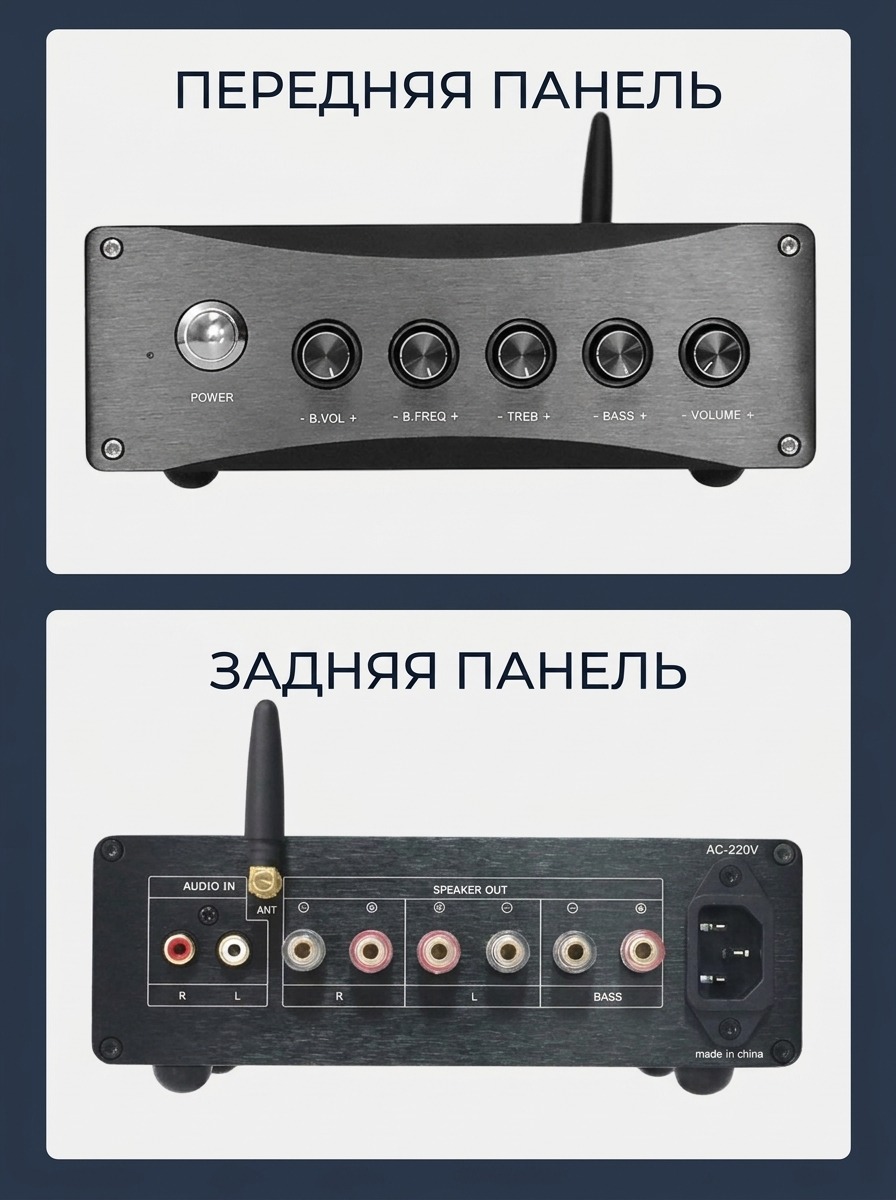 ПЕРЕДНЯЯ ПАНЕЛЬ
POWER
- B.VOL +
- B.FREQ +
- TREB +
- BASS +
- VOLUME +
ЗАДНЯЯ ПАНЕЛЬ
AC-220V
AUDIO IN
SPEAKER OUT
ANT
R
L
R
L
BASS
made in china